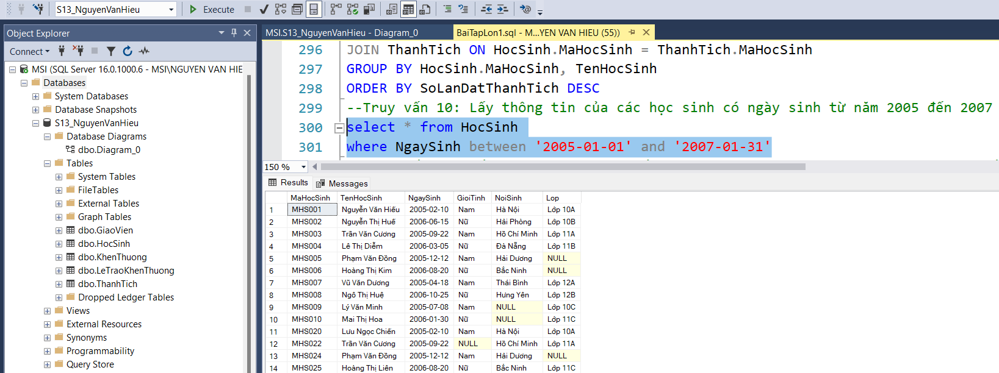 S13_NguyenVanHieu Execute
Object Explorer
Connect
MSI (SQL Server 16.0.1000.6 - MSI\NGUYEN VAN HIE
Databases
System Databases
Database Snapshots
S13_NguyenVanHieu
Database Diagrams
dbo.Diagram_0
Tables
System Tables
FileTables
External Tables
Graph Tables
dbo.GiaoVien
dbo.HocSinh
dbo.KhenThuong
dbo.LeTraoKhenThuong
dbo.ThanhTich
Dropped Ledger Tables
Views
External Resources
Synonyms
Programmability
Query Store
MSI.S13_NguyenVanHieu - Diagram_0 BaiTapLon1.sql - M...YEN VAN HIEU (55))
296 JOIN ThanhTich ON HocSinh.MaHocSinh = ThanhTich.MaHocSinh
297 GROUP BY HocSinh.MaHocSinh, TenHocSinh
298 ORDER BY SoLanDatThanhTich DESC
299 --Truy vấn 10: Lấy thông tin của các học sinh có ngày sinh từ năm 2005 đến 2007
300 select * from HocSinh
301 where NgaySinh between '2005-01-01' and '2007-01-31'
150 %
Results Messages
MaHocSinh TenHocSinh NgaySinh GioiTinh NoiSinh Lop
1 MHS001 Nguyễn Văn Hiếu 2005-02-10 Nam Hà Nội Lớp 10A
2 MHS002 Nguyễn Thị Huế 2006-06-15 Nữ Hải Phòng Lớp 10B
3 MHS003 Trần Văn Cương 2005-09-22 Nam Hồ Chí Minh Lớp 11A
4 MHS004 Lê Thị Diễm 2006-03-05 Nữ Đà Nẵng Lớp 11B
5 MHS005 Phạm Văn Đồng 2005-12-12 Nam Hải Dương NULL
6 MHS006 Hoàng Thị Kim 2006-08-20 Nữ Bắc Ninh NULL
7 MHS007 Vũ Văn Dương 2005-04-18 Nam Thái Bình Lớp 12A
8 MHS008 Ngô Thị Huệ 2006-10-25 Nữ Hưng Yên Lớp 12B
9 MHS009 Lý Văn Minh 2005-07-08 Nam NULL Lớp 10C
10 MHS010 Mai Thị Hoa 2006-01-30 Nữ NULL Lớp 11C
11 MHS020 Lưu Ngọc Chiến 2005-02-10 Nam Hà Nội Lớp 10A
12 MHS022 Trần Văn Cương 2005-09-22 NULL Hồ Chí Minh Lớp 11A
13 MHS024 Phạm Văn Đồng 2005-12-12 Nam Hải Dương NULL
14 MHS025 Hoàng Thị Liên 2006-08-20 Nữ Bắc Ninh Lớp 11C